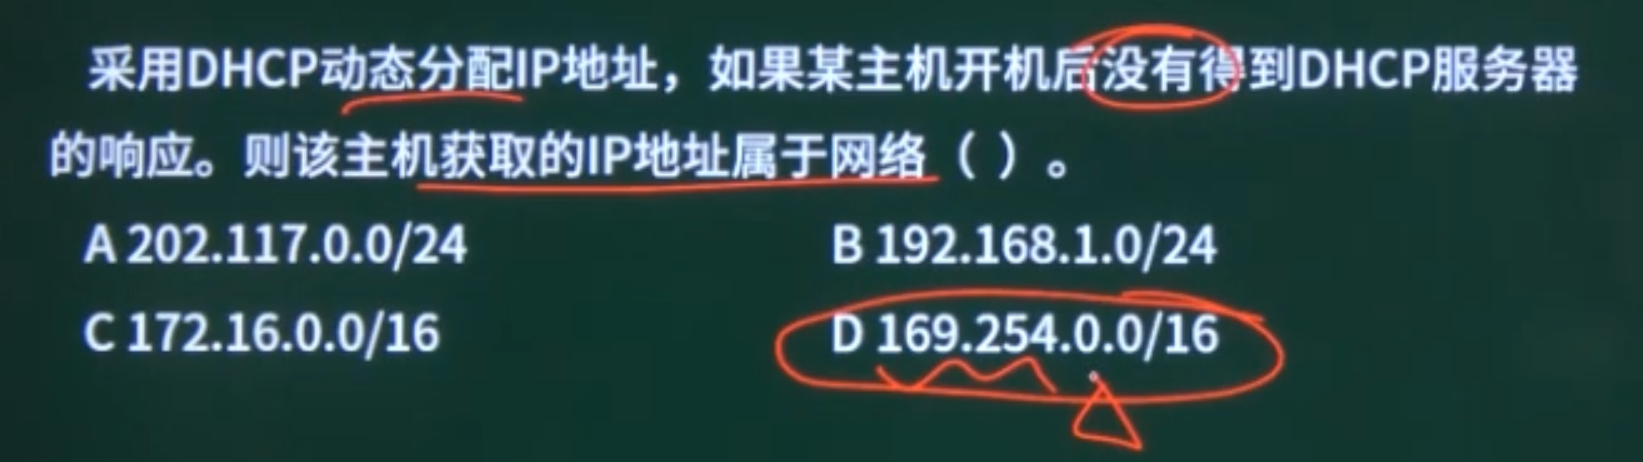 采用DHCP动态分配IP地址，如果某主机开机后没有得到DHCP服务器
的响应。则该主机获取的IP地址属于网络（ ）。
A 202.117.0.0/24 B 192.168.1.0/24
C 172.16.0.0/16 D 169.254.0.0/16